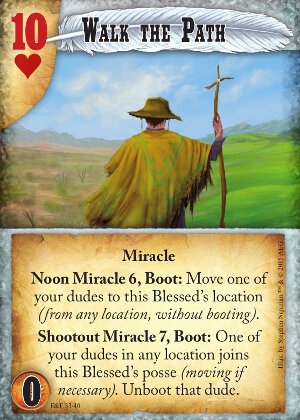 10
WALK THE PATH
Miracle
Noon Miracle 6, Boot: Move one of
your dudes to this Blessed's location
(from any location, without booting).
Shootout Miracle 7, Boot: One of
your dudes in any location joins
this Blessed's posse (moving if
necessary). Unboot that dude.
0
F&F 37/40